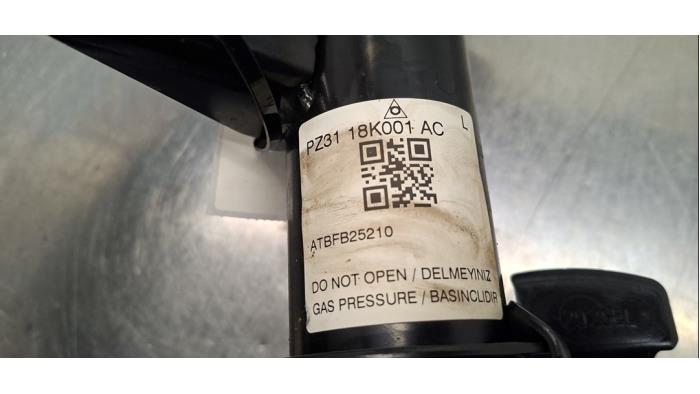 PZ31 18K001 AC L
ATBFB25210
DO NOT OPEN / DELMEYINIZ
GAS PRESSURE / BASINCLIDIR